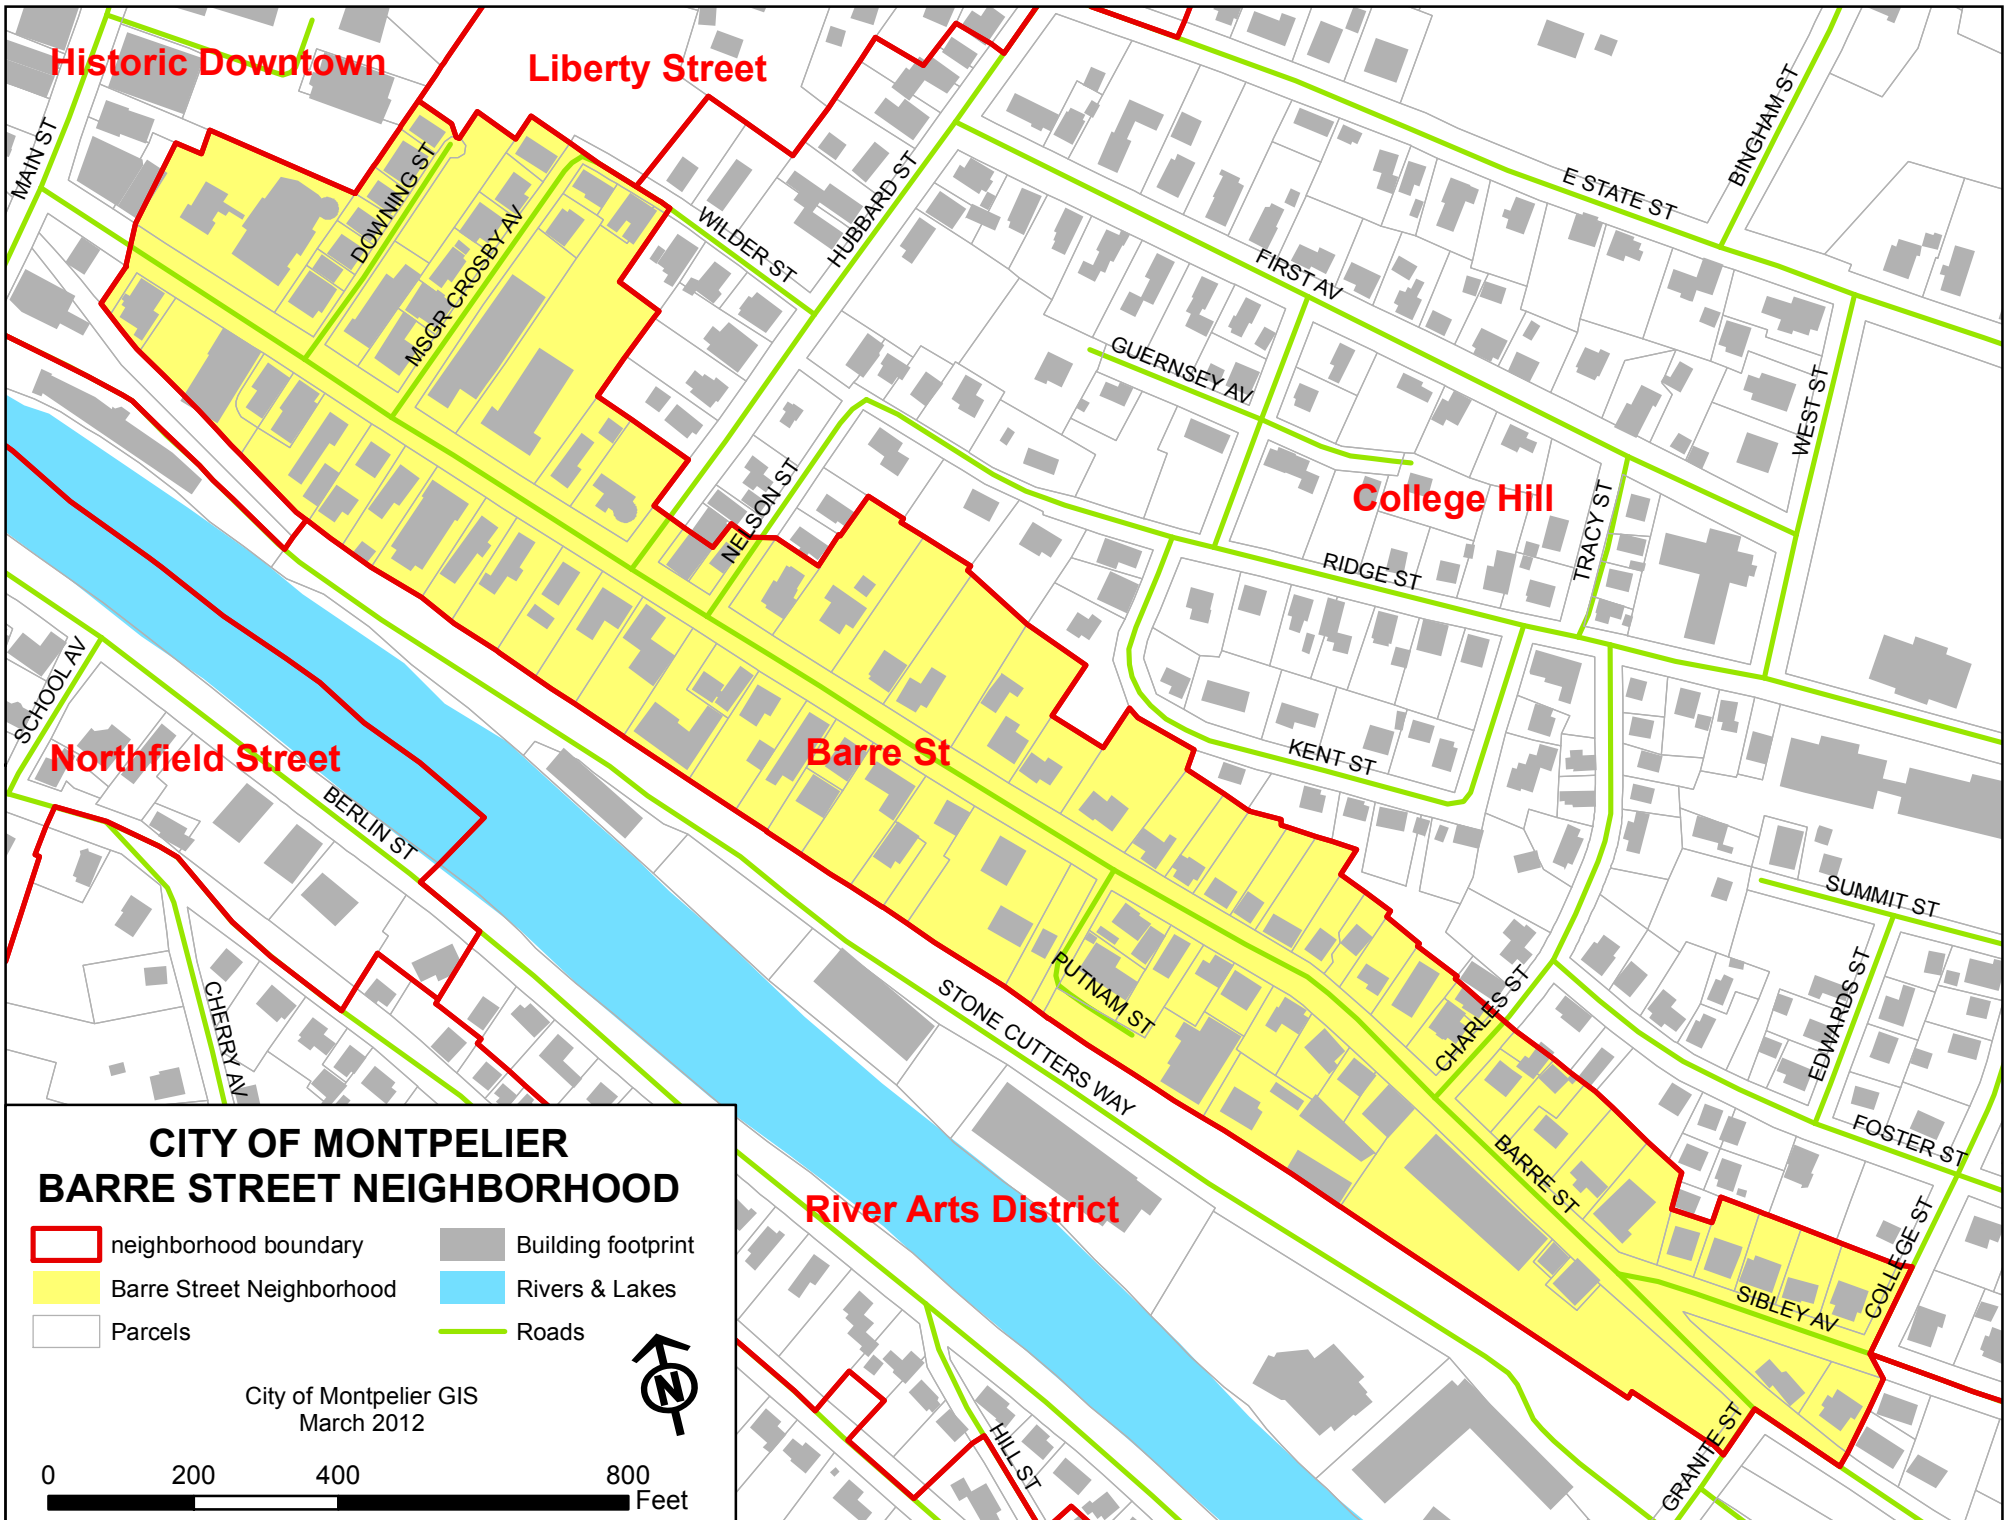 Historic Downtown
Liberty Street
MAIN ST
DOWNING ST
MSGR CROSBY AV
WILDER ST
HUBBARD ST
E STATE ST
BINGHAM ST
FIRST AV
GUERNSEY AV
WEST ST
NELSON ST
College Hill
TRACY ST
RIDGE ST
SCHOOL AV
Northfield Street
BERLIN ST
Barre St
KENT ST
SUMMIT ST
CHERRY AV
PUTNAM ST
STONE CUTTERS WAY
CHARLES ST
EDWARDS ST
FOSTER ST
BARRE ST
COLLEGE ST
SIBLEY AV
River Arts District
HILL ST
GRANITE ST
CITY OF MONTPELIER
BARRE STREET NEIGHBORHOOD
neighborhood boundary
Building footprint
Barre Street Neighborhood
Rivers & Lakes
Parcels
Roads
N
City of Montpelier GIS
March 2012
0 200 400 800
Feet